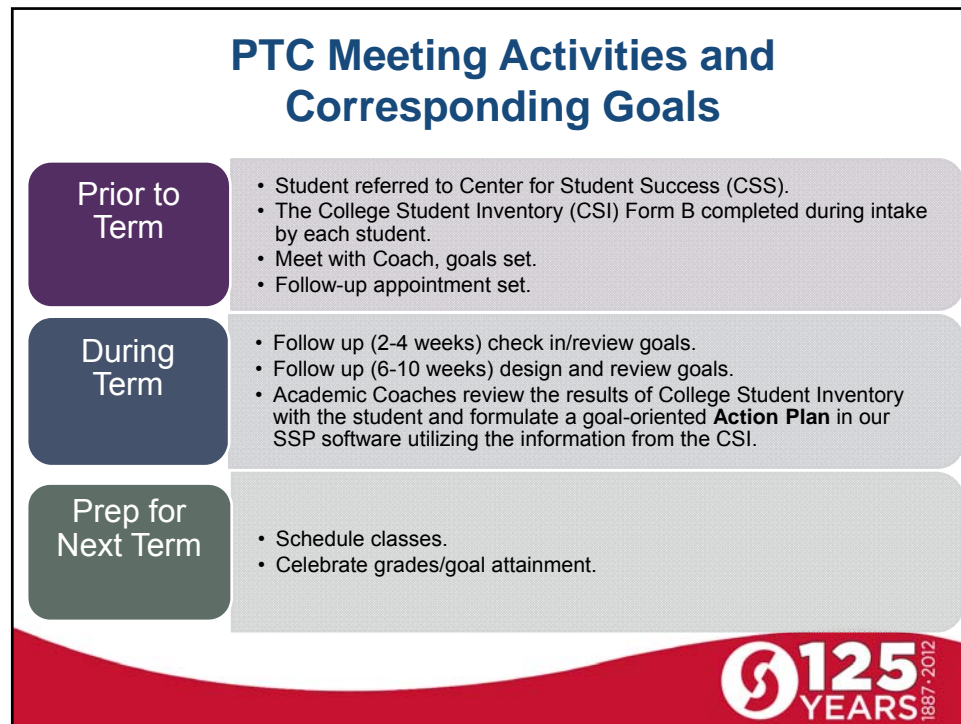 PTC Meeting Activities and
Corresponding Goals
Prior to
Term
• Student referred to Center for Student Success (CSS).
• The College Student Inventory (CSI) Form B completed during intake
by each student.
• Meet with Coach, goals set.
• Follow-up appointment set.
During
Term
• Follow up (2-4 weeks) check in/review goals.
• Follow up (6-10 weeks) design and review goals.
• Academic Coaches review the results of College Student Inventory
with the student and formulate a goal-oriented Action Plan in our
SSP software utilizing the information from the CSI.
Prep for
Next Term
• Schedule classes.
• Celebrate grades/goal attainment.
125
YEARS
1887·2012